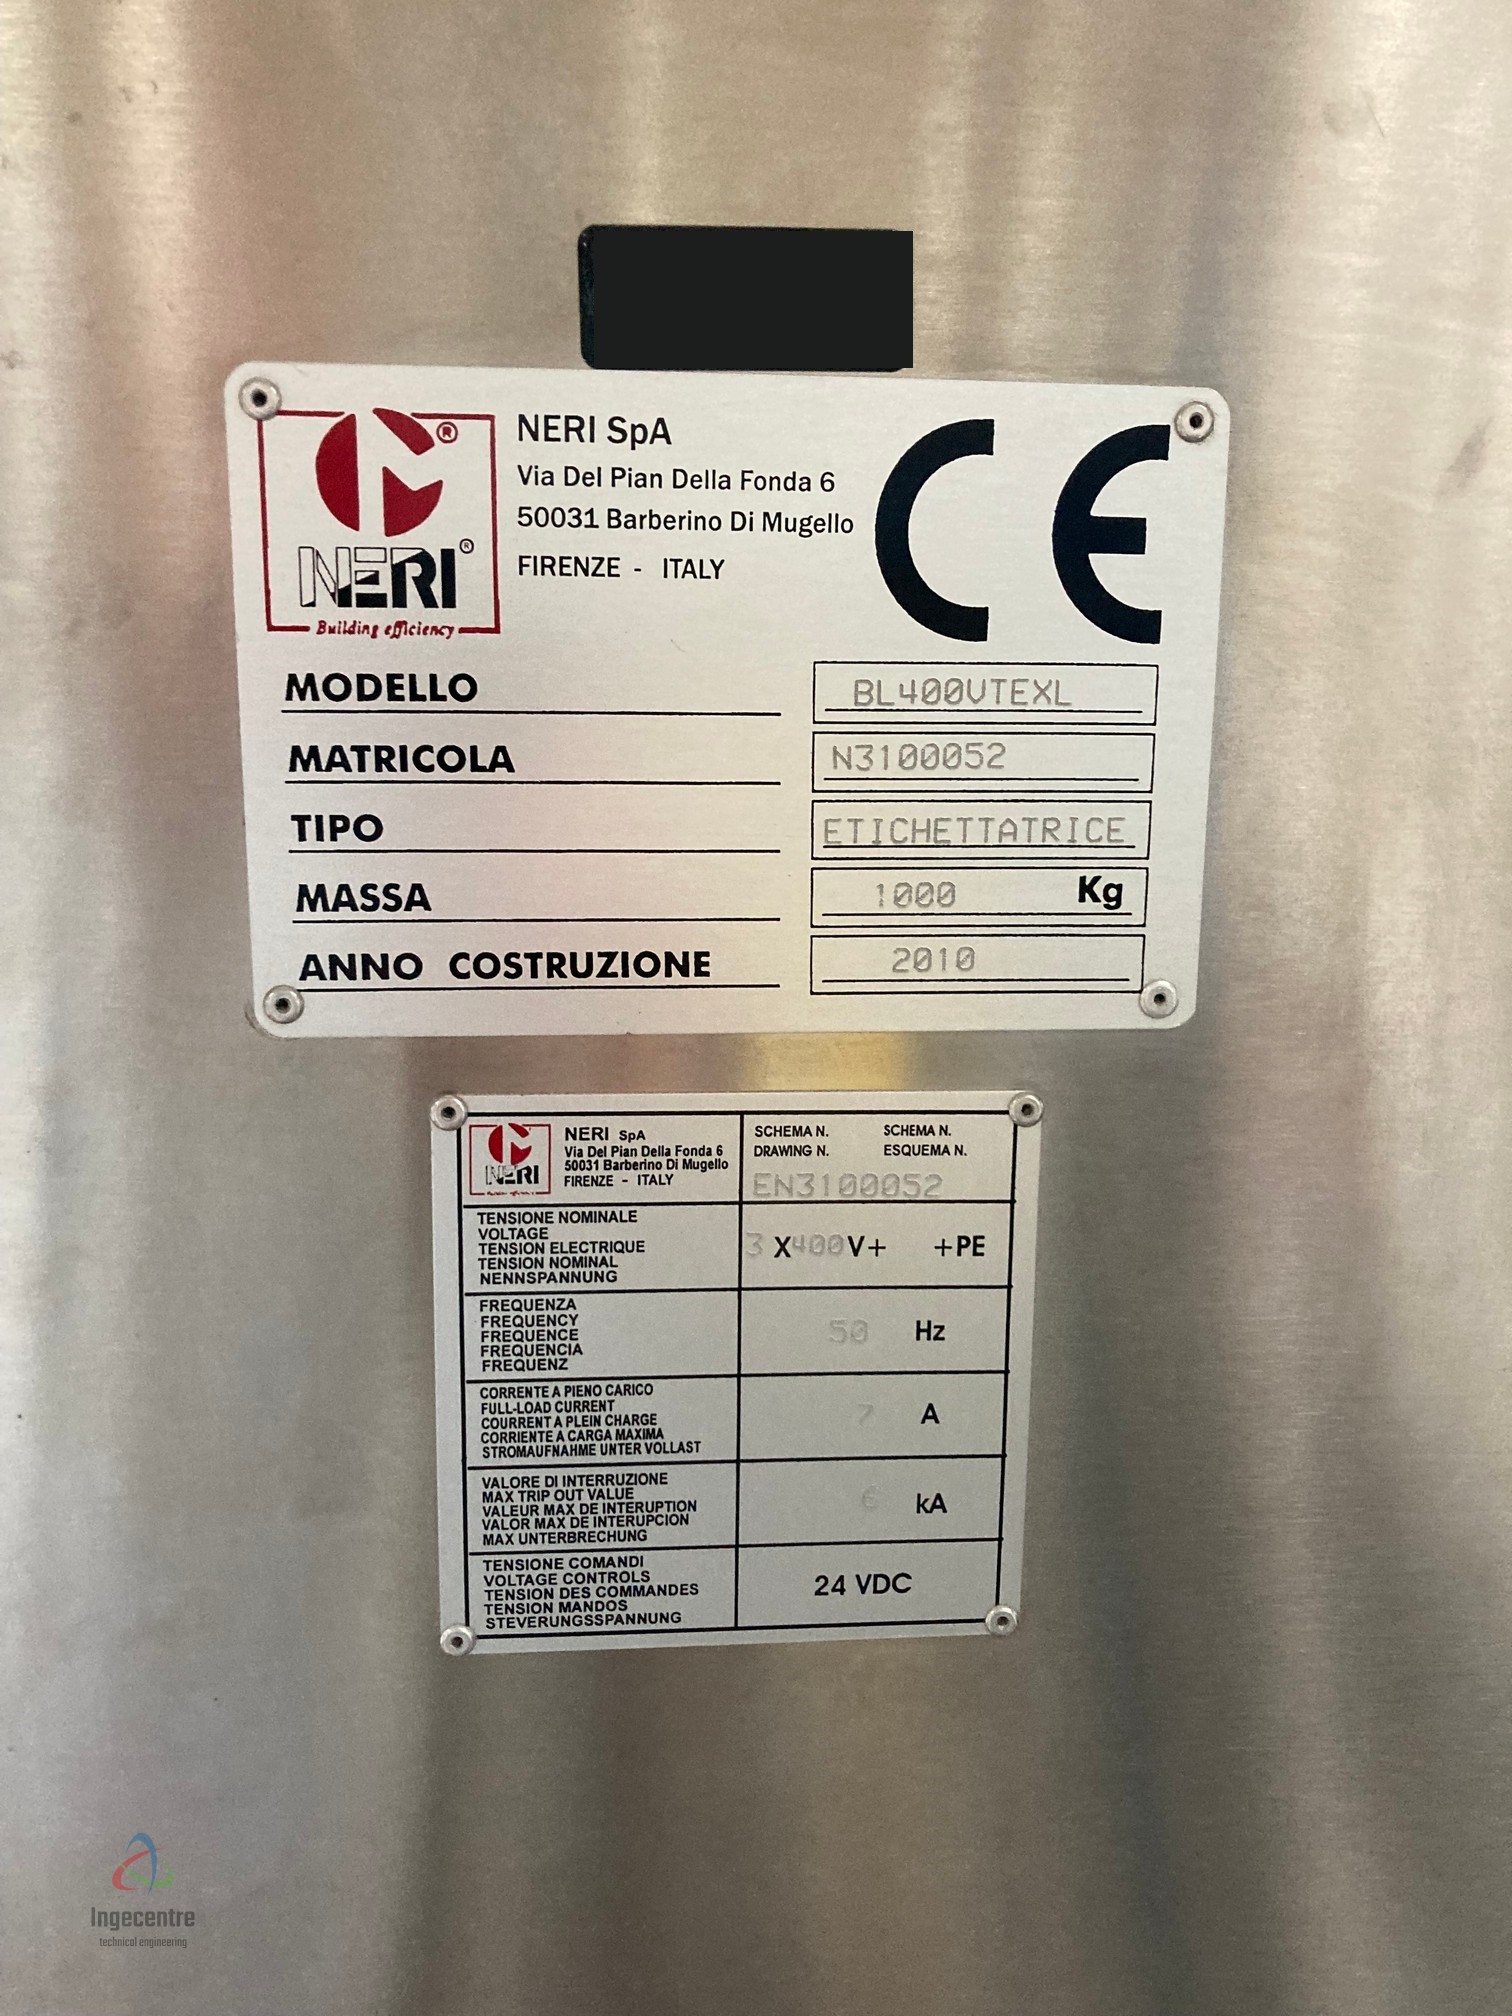 NERI SpA
Via Del Pian Della Fonda 6
50031 Barberino Di Mugello
FIRENZE - ITALY
NERI
Building efficiency
CE
MODELLO BL400VTEXL
MATRICOLA N3100052
TIPO ETICHETTATRICE
MASSA 1000 Kg
ANNO COSTRUZIONE 2010
NERI
NERI SpA
Via Del Pian Della Fonda 6
50031 Barberino Di Mugello
FIRENZE - ITALY
SCHEMA N. SCHEMA N.
DRAWING N. ESQUEMA N.
EN3100052
TENSIONE NOMINALE
VOLTAGE
TENSION ELECTRIQUE
TENSION NOMINAL
NENNSPANNUNG
3 X400V+ +PE
FREQUENZA
FREQUENCY
FREQUENCE
FREQUENCIA
FREQUENZ
50 Hz
CORRENTE A PIENO CARICO
FULL-LOAD CURRENT
COURRENT A PLEIN CHARGE
CORRIENTE A CARGA MAXIMA
STROMAUFNAHME UNTER VOLLAST
7 A
VALORE DI INTERRUZIONE
MAX TRIP OUT VALUE
VALEUR MAX DE INTERUPTION
VALOR MAX DE INTERUPCION
MAX UNTERBRECHUNG
6 kA
TENSIONE COMANDI
VOLTAGE CONTROLS
TENSION DES COMMANDES
TENSION MANDOS
STEVERUNGSSPANNUNG
24 VDC
Ingecentre
technical engineering